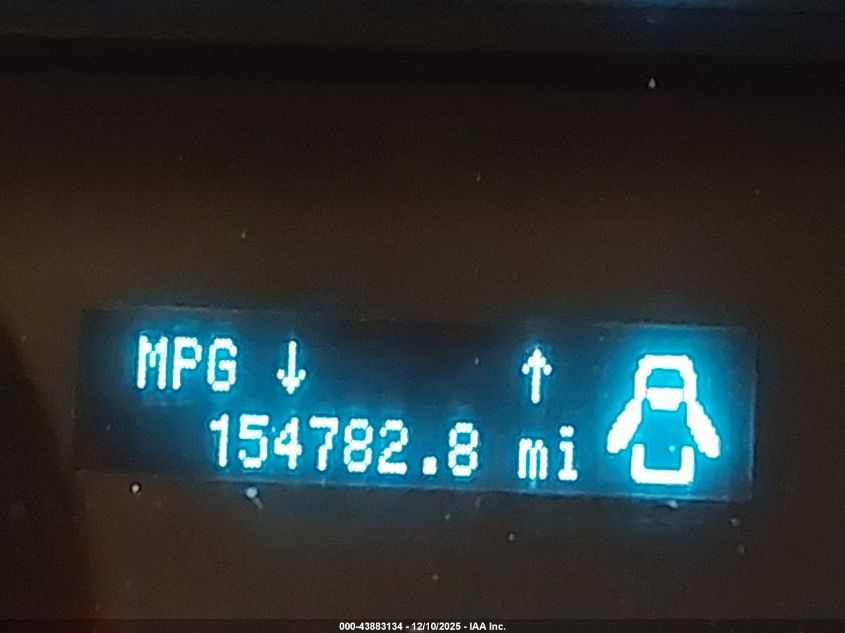 MPG ↓ ↑
154782.8 mi
000-43883134 - 12/10/2025 - IAA Inc.